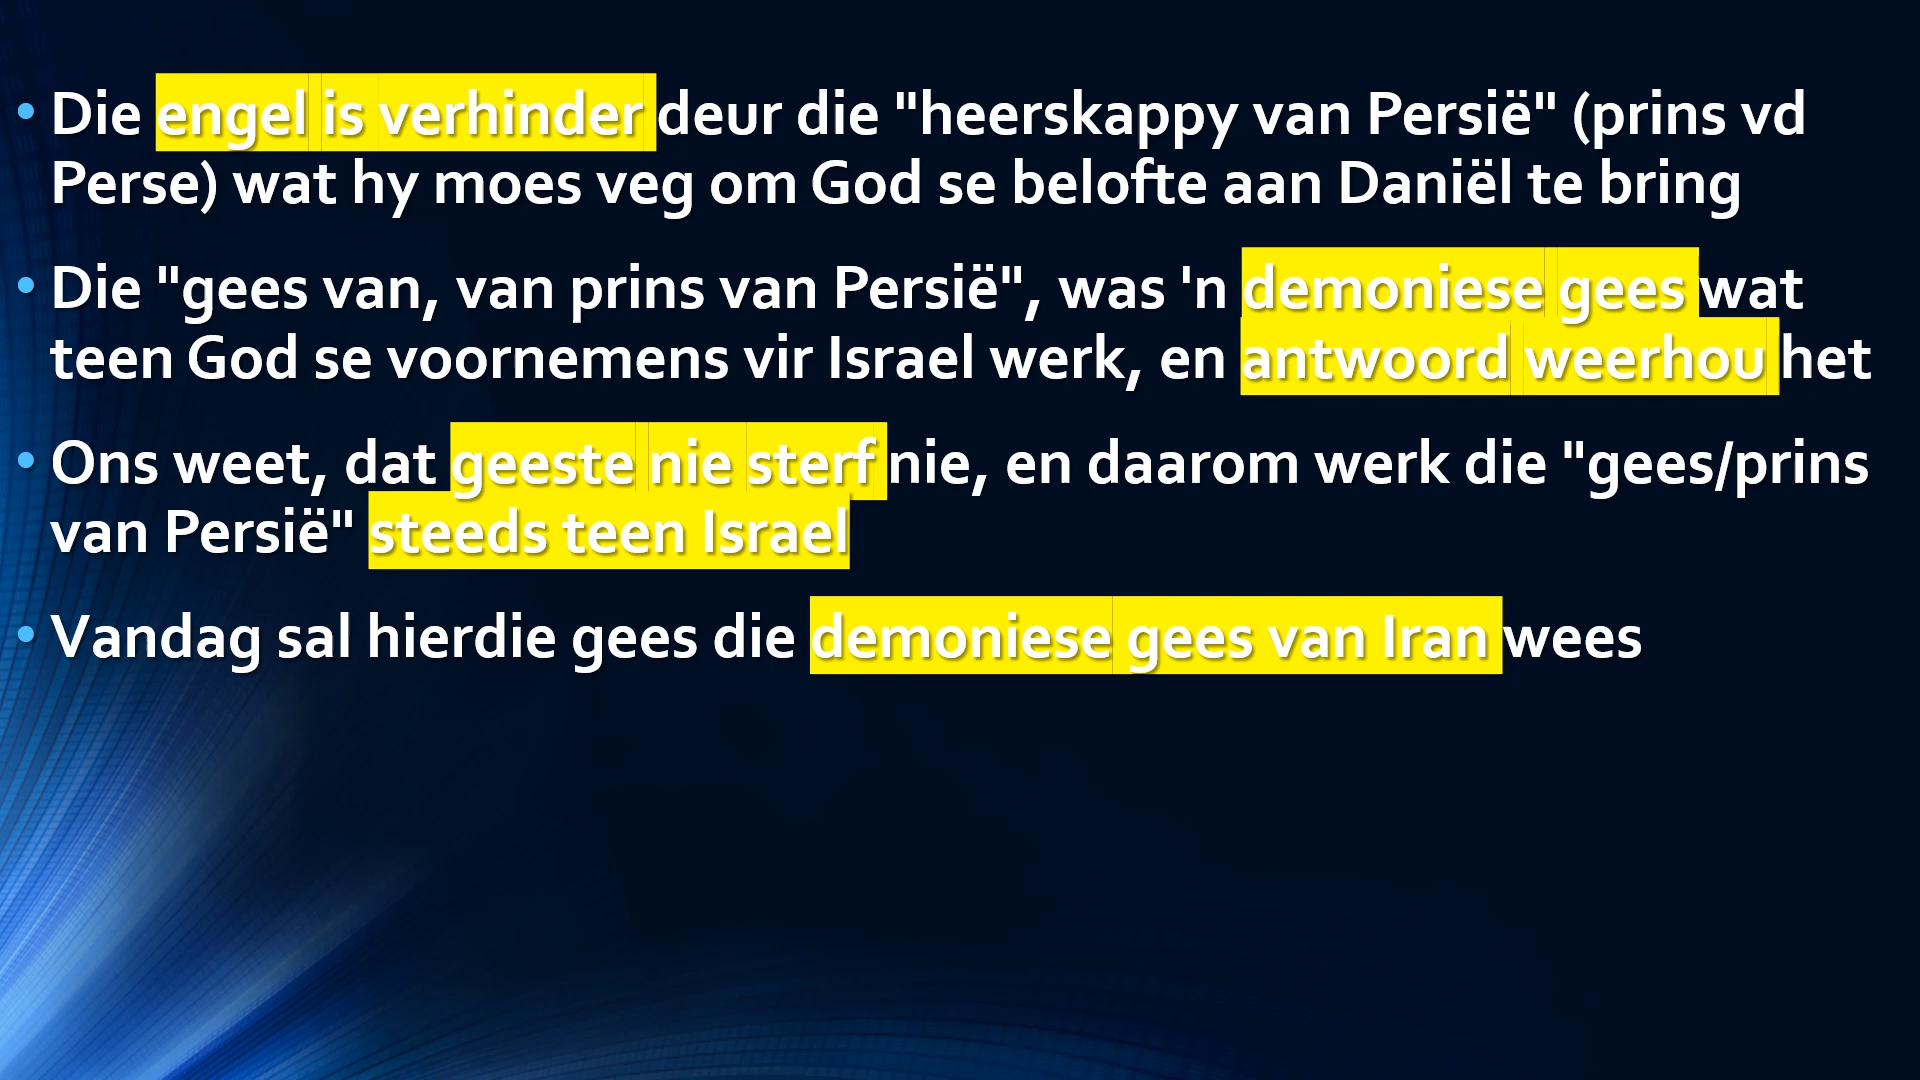 • Die engel is verhinder deur die "heerskappy van Persië" (prins vd
Perse) wat hy moes veg om God se belofte aan Daniël te bring
• Die "gees van, van prins van Persië", was 'n demoniese gees wat
teen God se voornemens vir Israel werk, en antwoord weerhou het
• Ons weet, dat geeste nie sterf nie, en daarom werk die "gees/prins
van Persië" steeds teen Israel
• Vandag sal hierdie gees die demoniese gees van Iran wees